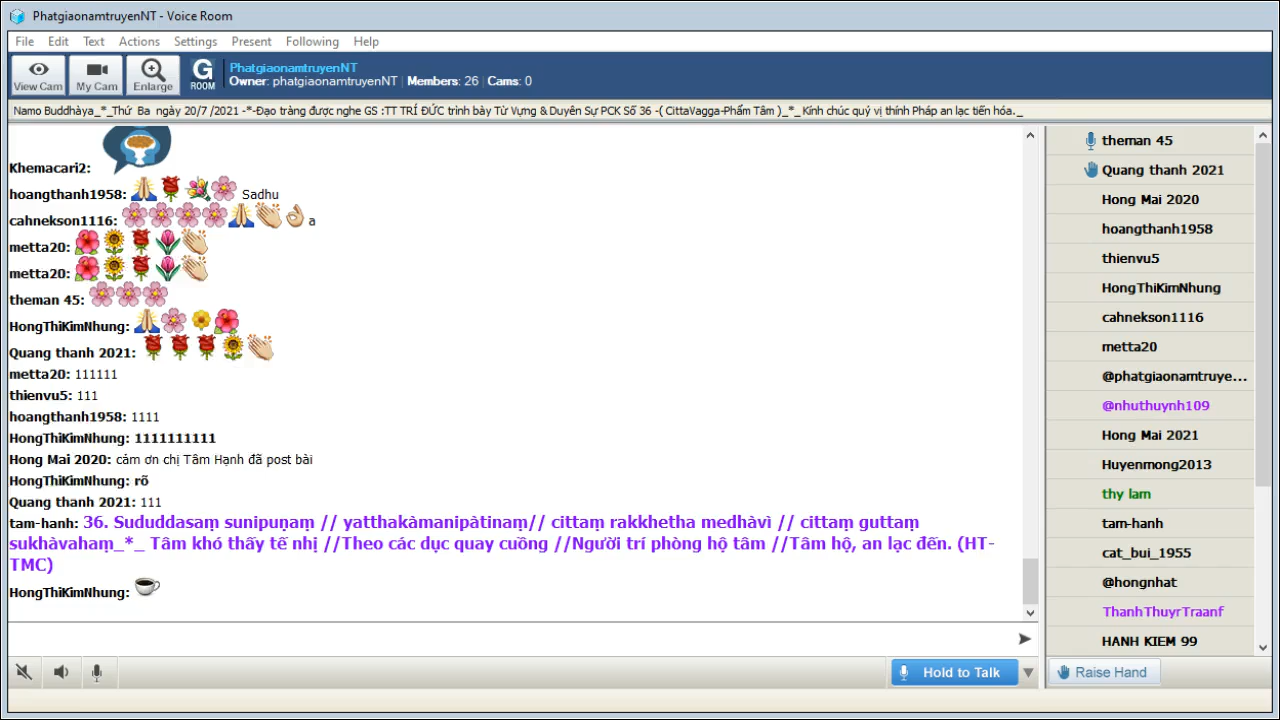 PhatgiaonamtruyenNT - Voice Room
File Edit Text Actions Settings Present Following Help
View Cam
My Cam
Enlarge
G ROOM
PhatgiaonamtruyenNT
Owner: phatgiaonamtruyenNT Members: 26 Cams: 0
Namo Buddhàya_*_Thứ Ba ngày 20/7 /2021 -*-Đạo tràng được nghe GS :TT TRÍ ĐỨC trình bày Từ Vựng & Duyên Sự PCK Số 36 -( CittaVagga-Phẩm Tâm )_*_Kính chúc quý vị thính Pháp an lạc tiến hóa._
Khemacari2:
hoangthanh1958: Sadhu
cahnekson1116: a
metta20:
metta20:
theman 45:
HongThiKimNhung:
Quang thanh 2021:
metta20: 111111
thienvu5: 111
hoangthanh1958: 1111
HongThiKimNhung: 1111111111
Hong Mai 2020: cảm ơn chị Tâm Hạnh đã post bài
HongThiKimNhung: rõ
Quang thanh 2021: 111
tam-hanh: 36. Sududdasaṃ sunipuṇaṃ // yatthakàmanipàtinaṃ// cittaṃ rakkhetha medhàvì // cittaṃ guttaṃ
sukhàvahaṃ_*_ Tâm khó thấy tế nhị //Theo các dục quay cuồng //Người trí phòng hộ tâm //Tâm hộ, an lạc đến. (HT-
TMC)
HongThiKimNhung:
theman 45
Quang thanh 2021
Hong Mai 2020
hoangthanh1958
thienvu5
HongThiKimNhung
cahnekson1116
metta20
@phatgiaonamtruye...
@nhuthuynh109
Hong Mai 2021
Huyenmong2013
thy lam
tam-hanh
cat_bui_1955
@hongnhat
ThanhThuyrTraanf
HANH KIEM 99
Hold to Talk
Raise Hand